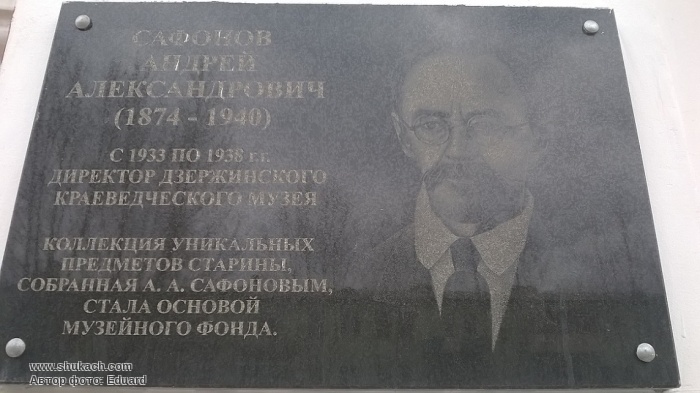 САФОНОВ
АНДРЕЙ
АЛЕКСАНДРОВИЧ
(1874 - 1940)
С 1933 ПО 1938 г.г.
ДИРЕКТОР ДЗЕРЖИНСКОГО
КРАЕВЕДЧЕСКОГО МУЗЕЯ
КОЛЛЕКЦИЯ УНИКАЛЬНЫХ
ПРЕДМЕТОВ СТАРИНЫ,
СОБРАННАЯ А. А. САФОНОВЫМ,
СТАЛА ОСНОВОЙ
МУЗЕЙНОГО ФОНДА.
www.shukach.com
Автор фото: Eduard